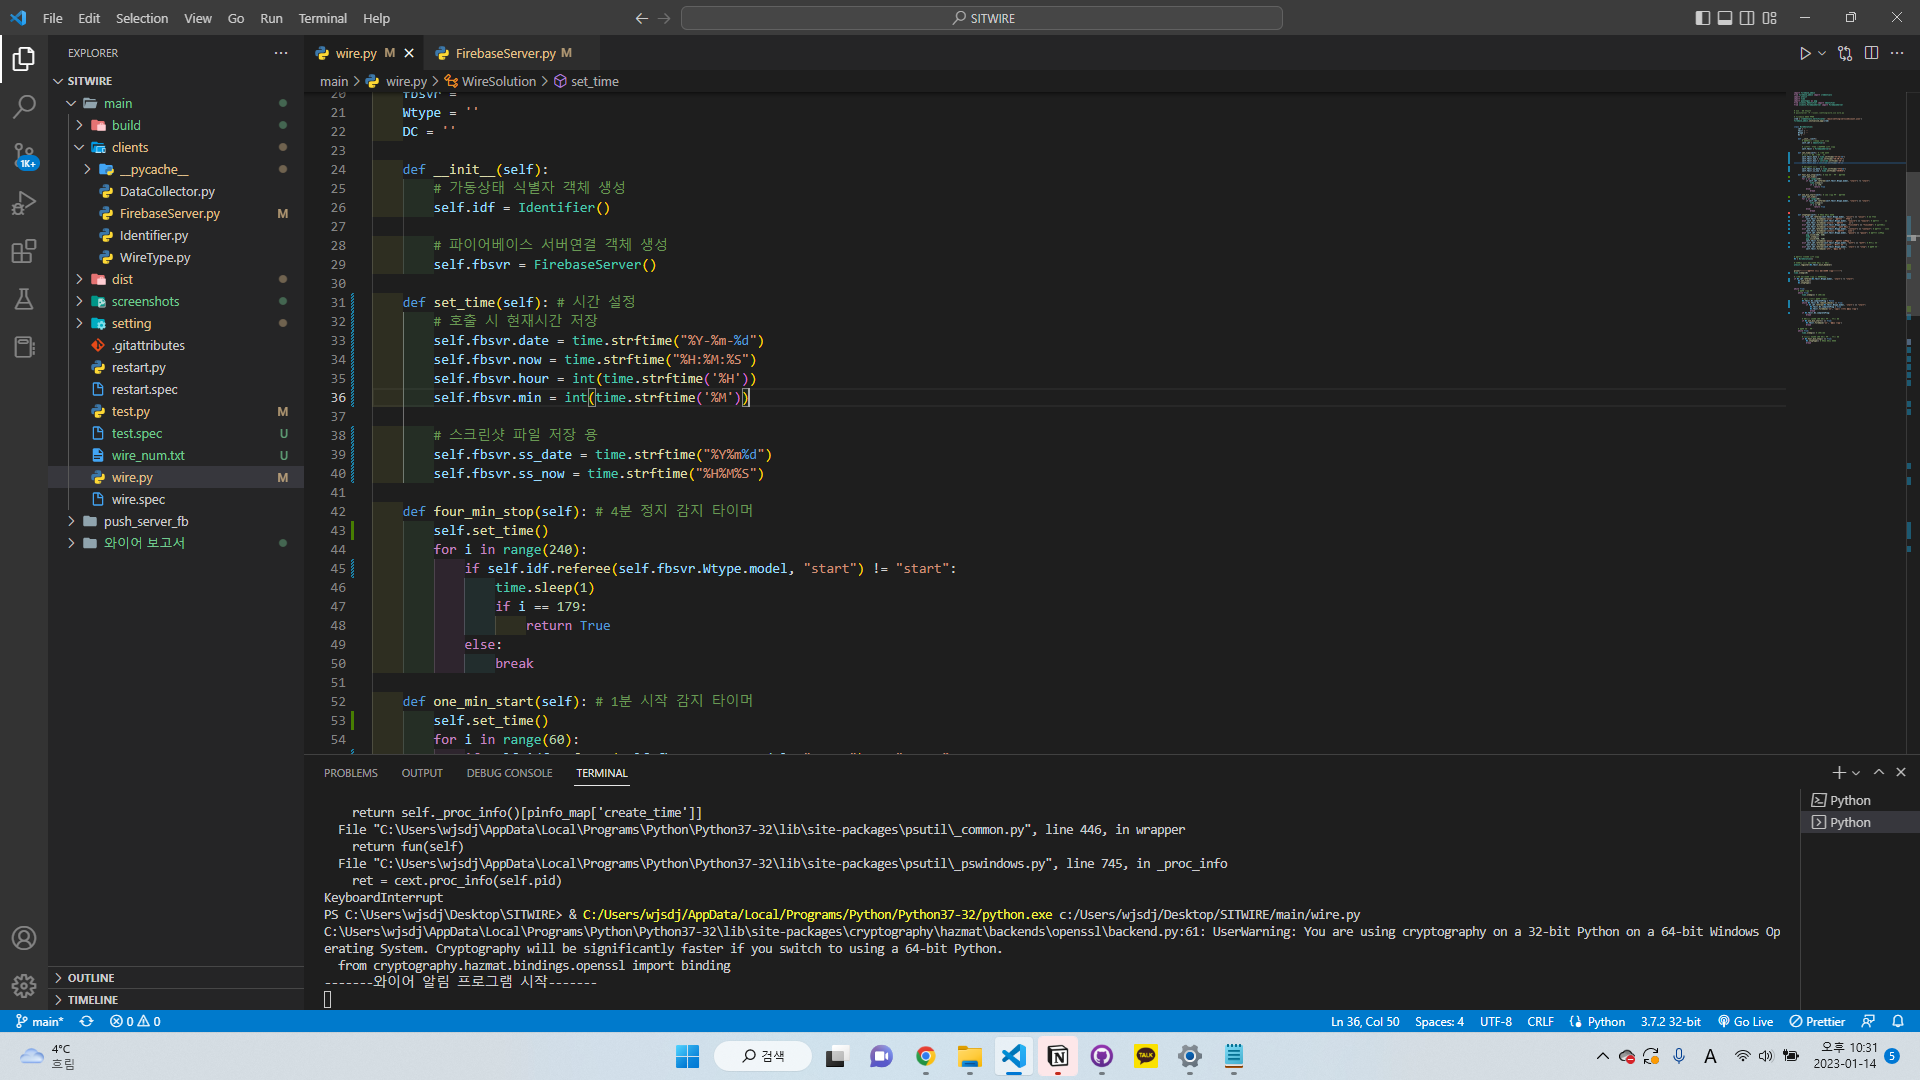 File Edit Selection View Go Run Terminal Help
SITWIRE
EXPLORER
SITWIRE
main
build
clients
__pycache__
DataCollector.py
FirebaseServer.py M
Identifier.py
WireType.py
dist
screenshots
setting
.gitattributes
restart.py
restart.spec
test.py M
test.spec U
wire_num.txt U
wire.py M
wire.spec
push_server_fb
와이어 보고서
OUTLINE
TIMELINE
wire.py M
FirebaseServer.py M
main > wire.py > WireSolution > set_time
20 fbsvr = 
21 Wtype = ''
22 DC = ''
23
24 def __init__(self):
25 # 가동상태 식별자 객체 생성
26 self.idf = Identifier()
27
28 # 파이어베이스 서버연결 객체 생성
29 self.fbsvr = FirebaseServer()
30
31 def set_time(self): # 시간 설정
32 # 호출 시 현재시간 저장
33 self.fbsvr.date = time.strftime("%Y-%m-%d")
34 self.fbsvr.now = time.strftime("%H:%M:%S")
35 self.fbsvr.hour = int(time.strftime('%H'))
36 self.fbsvr.min = int(time.strftime('%M'))
37
38 # 스크린샷 파일 저장 용
39 self.fbsvr.ss_date = time.strftime("%Y%m%d")
40 self.fbsvr.ss_now = time.strftime("%H%M%S")
41
42 def four_min_stop(self): # 4분 정지 감지 타이머
43 self.set_time()
44 for i in range(240):
45 if self.idf.referee(self.fbsvr.Wtype.model, "start") != "start":
46 time.sleep(1)
47 if i == 179:
48 return True
49 else:
50 break
51
52 def one_min_start(self): # 1분 시작 감지 타이머
53 self.set_time()
54 for i in range(60):
PROBLEMS OUTPUT DEBUG CONSOLE TERMINAL
return self._proc_info()[pinfo_map['create_time']]
File "C:\Users\wjsdj\AppData\Local\Programs\Python\Python37-32\lib\site-packages\psutil\_common.py", line 446, in wrapper
return fun(self)
File "C:\Users\wjsdj\AppData\Local\Programs\Python\Python37-32\lib\site-packages\psutil\_pswindows.py", line 745, in _proc_info
ret = cext.proc_info(self.pid)
KeyboardInterrupt
PS C:\Users\wjsdj\Desktop\SITWIRE> & C:/Users/wjsdj/AppData/Local/Programs/Python/Python37-32/python.exe c:/Users/wjsdj/Desktop/SITWIRE/main/wire.py
C:\Users\wjsdj\AppData\Local\Programs\Python\Python37-32\lib\site-packages\cryptography\hazmat\backends\openssl\backend.py:61: UserWarning: You are using cryptography on a 32-bit Python on a 64-bit Windows Op
erating System. Cryptography will be significantly faster if you switch to using a 64-bit Python.
from cryptography.hazmat.bindings.openssl import binding
-------와이어 알림 프로그램 시작-------
Python
Python
1K+
main* 0 0
Ln 36, Col 50 Spaces: 4 UTF-8 CRLF Python 3.7.2 32-bit Go Live Prettier
4°C
흐림
검색
TALK
A
오후 10:31
2023-01-14
5